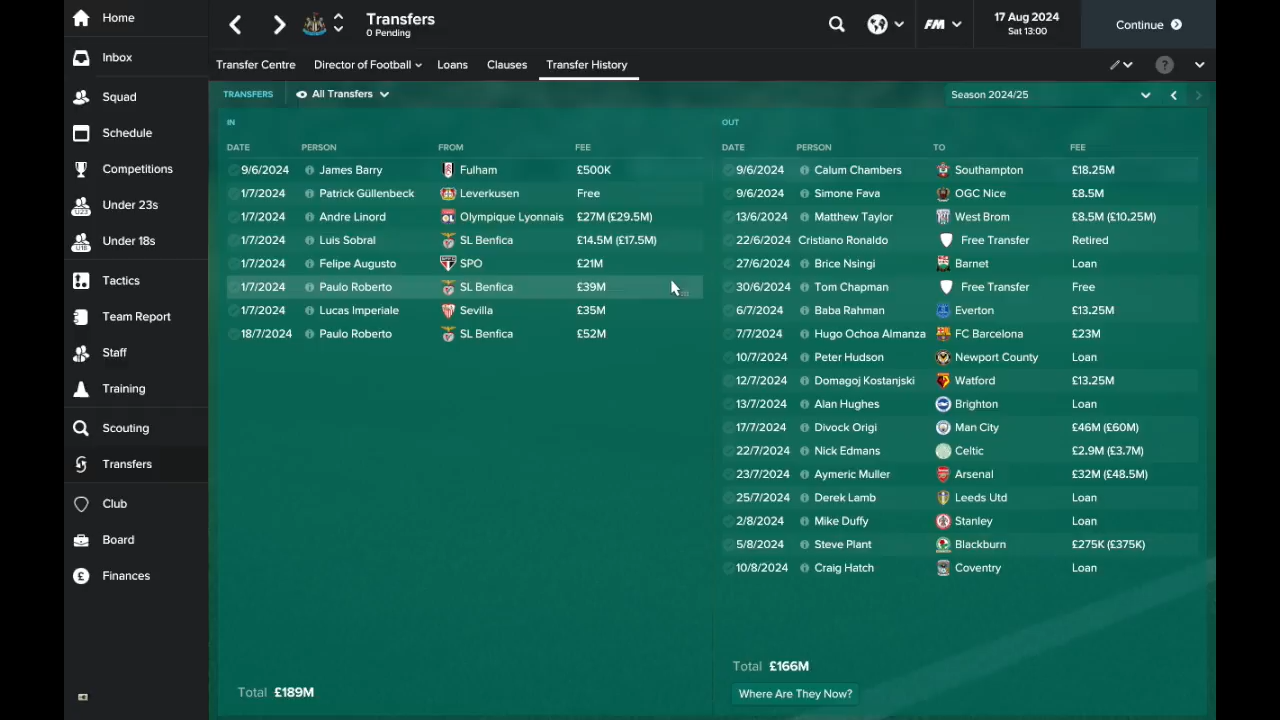 Home
Inbox
Squad
Schedule
Competitions
Under 23s
Under 18s
Tactics
Team Report
Staff
Training
Scouting
Transfers
Club
Board
Finances
Transfers
0 Pending
FM
17 Aug 2024
Sat 13:00
Continue
Transfer Centre Director of Football Loans Clauses Transfer History
TRANSFERS All Transfers Season 2024/25
IN
DATE PERSON FROM FEE
9/6/2024 James Barry Fulham £500K
1/7/2024 Patrick Güllenbeck Leverkusen Free
1/7/2024 Andre Linord Olympique Lyonnais £27M (£29.5M)
1/7/2024 Luis Sobral SL Benfica £14.5M (£17.5M)
1/7/2024 Felipe Augusto SPO £21M
1/7/2024 Paulo Roberto SL Benfica £39M
1/7/2024 Lucas Imperiale Sevilla £35M
18/7/2024 Paulo Roberto SL Benfica £52M
Total £189M
OUT
DATE PERSON TO FEE
9/6/2024 Calum Chambers Southampton £18.25M
9/6/2024 Simone Fava OGC Nice £8.5M
13/6/2024 Matthew Taylor West Brom £8.5M (£10.25M)
22/6/2024 Cristiano Ronaldo Free Transfer Retired
27/6/2024 Brice Nsingi Barnet Loan
30/6/2024 Tom Chapman Free Transfer Free
6/7/2024 Baba Rahman Everton £13.25M
7/7/2024 Hugo Ochoa Almanza FC Barcelona £23M
10/7/2024 Peter Hudson Newport County Loan
12/7/2024 Domagoj Kostanjski Watford £13.25M
13/7/2024 Alan Hughes Brighton Loan
17/7/2024 Divock Origi Man City £46M (£60M)
22/7/2024 Nick Edmans Celtic £2.9M (£3.7M)
23/7/2024 Aymeric Muller Arsenal £32M (£48.5M)
25/7/2024 Derek Lamb Leeds Utd Loan
2/8/2024 Mike Duffy Stanley Loan
5/8/2024 Steve Plant Blackburn £275K (£375K)
10/8/2024 Craig Hatch Coventry Loan
Total £166M
Where Are They Now?